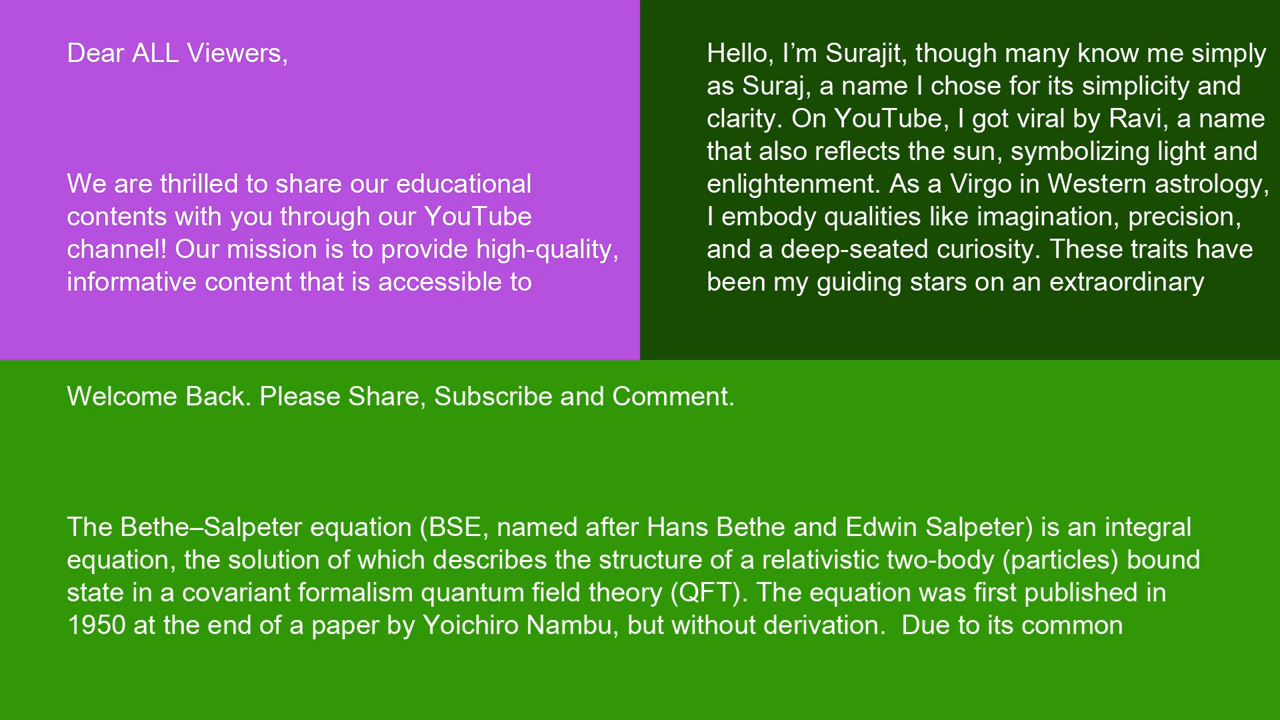 Dear ALL Viewers,
We are thrilled to share our educational
contents with you through our YouTube
channel! Our mission is to provide high-quality,
informative content that is accessible to
Hello, I’m Surajit, though many know me simply
as Suraj, a name I chose for its simplicity and
clarity. On YouTube, I got viral by Ravi, a name
that also reflects the sun, symbolizing light and
enlightenment. As a Virgo in Western astrology,
I embody qualities like imagination, precision,
and a deep-seated curiosity. These traits have
been my guiding stars on an extraordinary
Welcome Back. Please Share, Subscribe and Comment.
The Bethe–Salpeter equation (BSE, named after Hans Bethe and Edwin Salpeter) is an integral
equation, the solution of which describes the structure of a relativistic two-body (particles) bound
state in a covariant formalism quantum field theory (QFT). The equation was first published in
1950 at the end of a paper by Yoichiro Nambu, but without derivation.  Due to its common